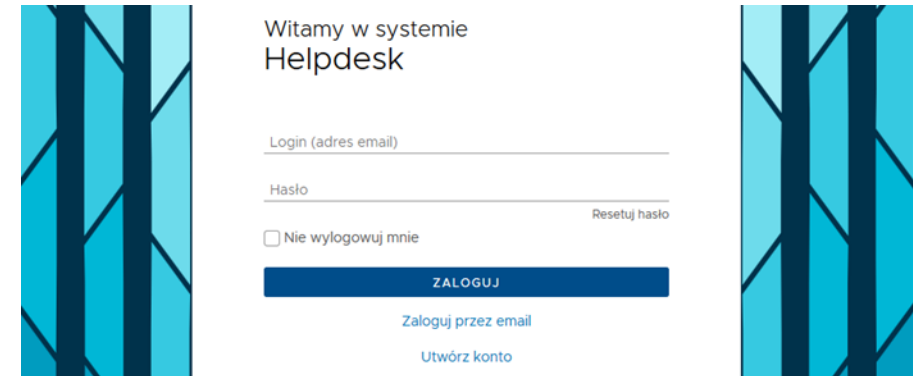 Witamy w systemie
Helpdesk
Login (adres email)
Hasło
Resetuj hasło
Nie wylogowuj mnie
ZALOGUJ
Zaloguj przez email
Utwórz konto